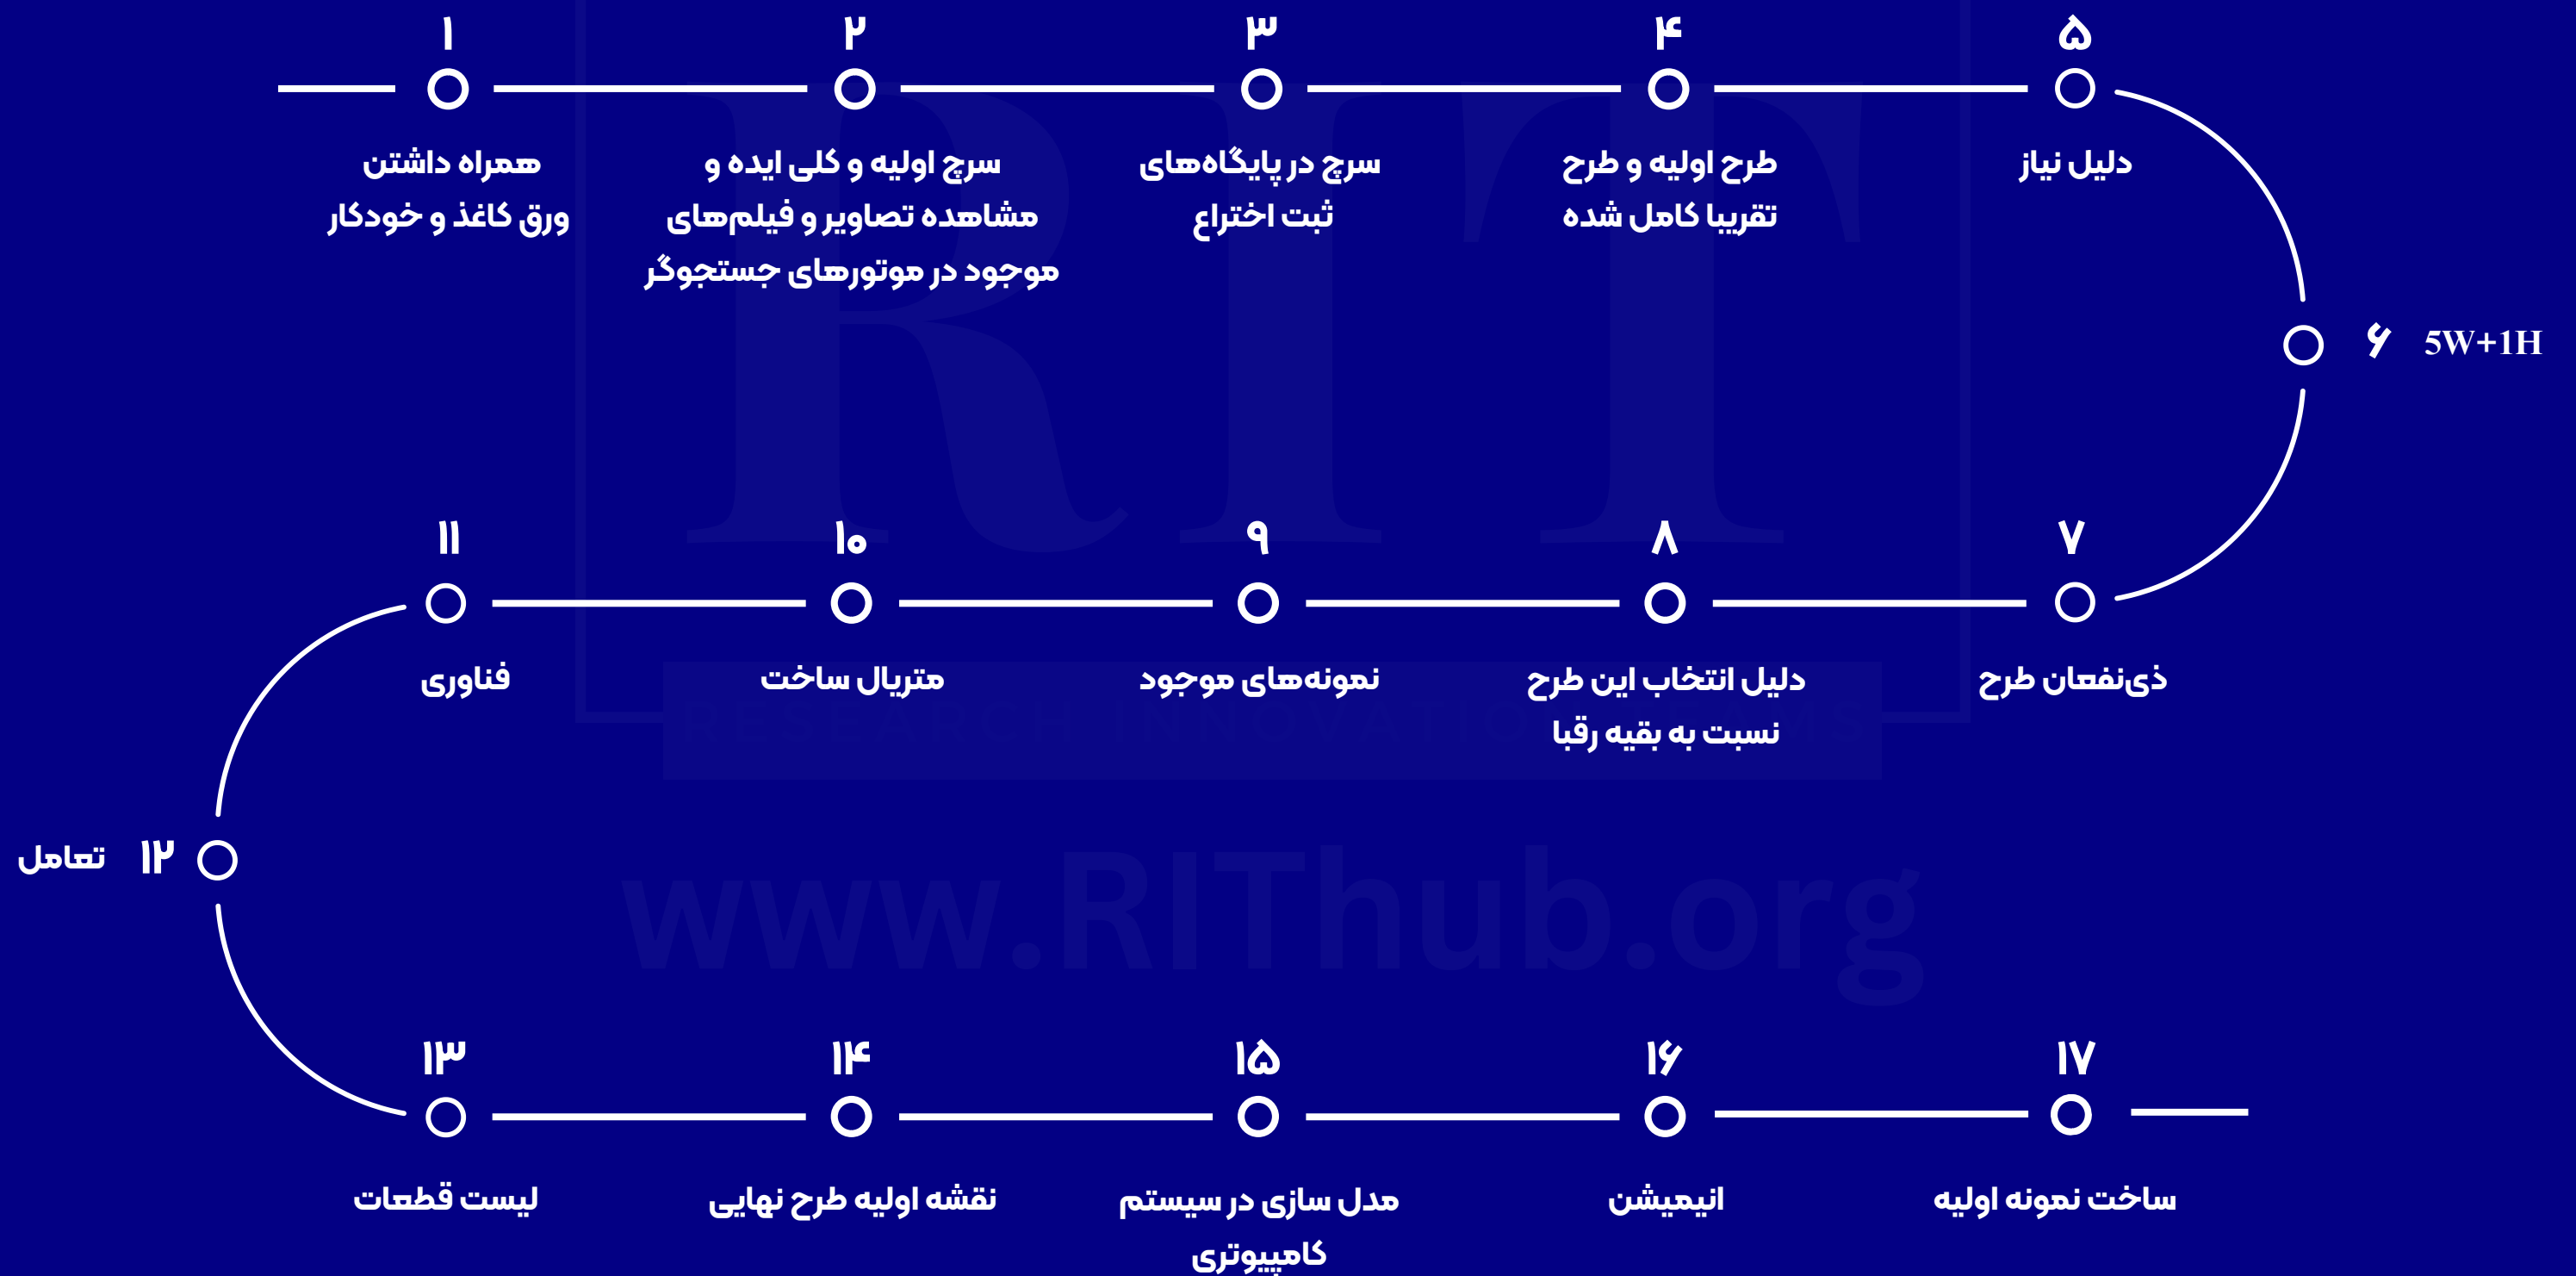 ۱
همراه داشتن
ورق کاغذ و خودکار
۲
سرچ اولیه و کلی ایده و
مشاهده تصاویر و فیلم‌های
موجود در موتورهای جستجوگر
۳
سرچ در پایگاه‌های
ثبت اختراع
۴
طرح اولیه و طرح
تقریبا کامل شده
۵
دلیل نیاز
۶ 5W+1H
۷
ذی‌نفعان طرح
۸
دلیل انتخاب این طرح
نسبت به بقیه رقبا
۹
نمونه‌های موجود
۱۰
متریال ساخت
۱۱
فناوری
۱۲ تعامل
۱۳
لیست قطعات
۱۴
نقشه اولیه طرح نهایی
۱۵
مدل سازی در سیستم
کامپیوتری
۱۶
انیمیشن
۱۷
ساخت نمونه اولیه
RIT
RESEARCH
www.RIThub.org